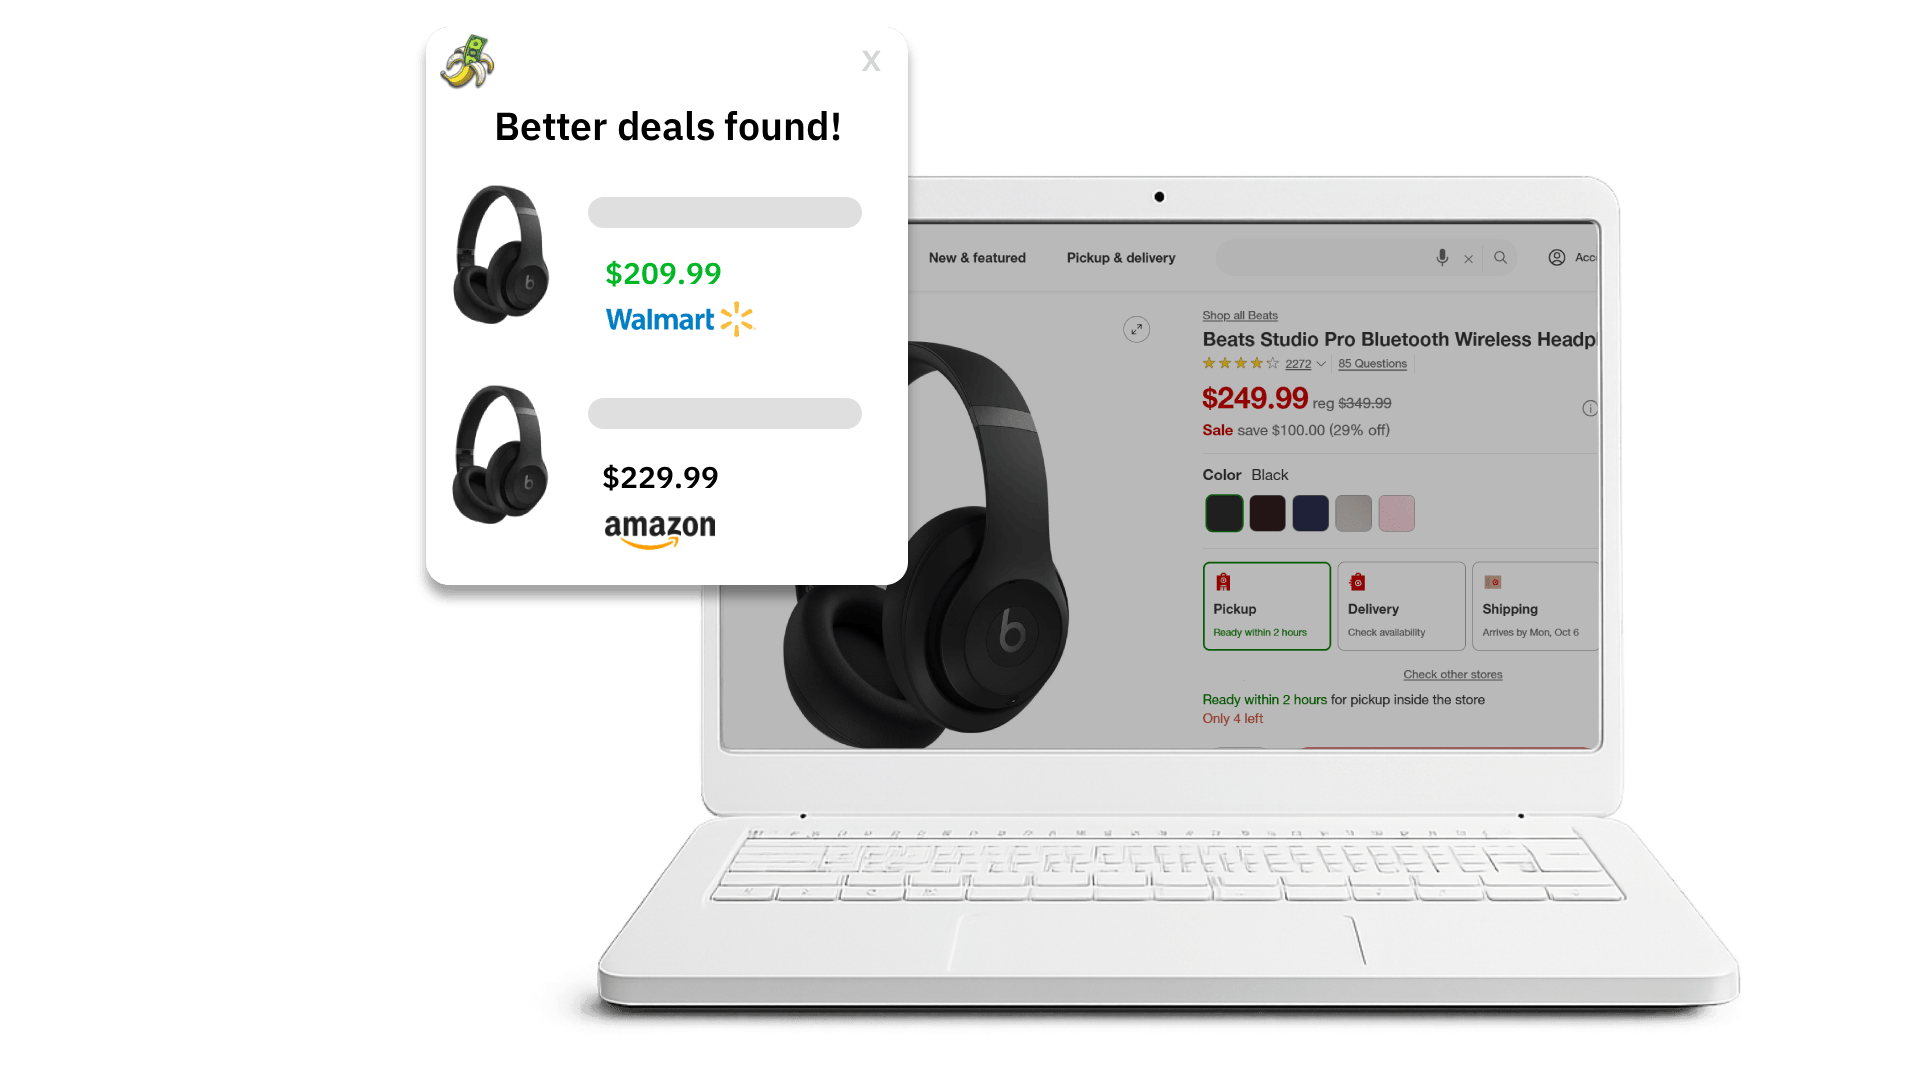 X
Better deals found!
$209.99
Walmart
$229.99
amazon
New & featured
Pickup & delivery
Acc
Shop all Beats
Beats Studio Pro Bluetooth Wireless Headp
2272
85 Questions
$249.99 reg $349.99
Sale save $100.00 (29% off)
Color Black
Pickup
Ready within 2 hours
Delivery
Check availability
Shipping
Arrives by Mon, Oct 6
Check other stores
Ready within 2 hours for pickup inside the store
Only 4 left